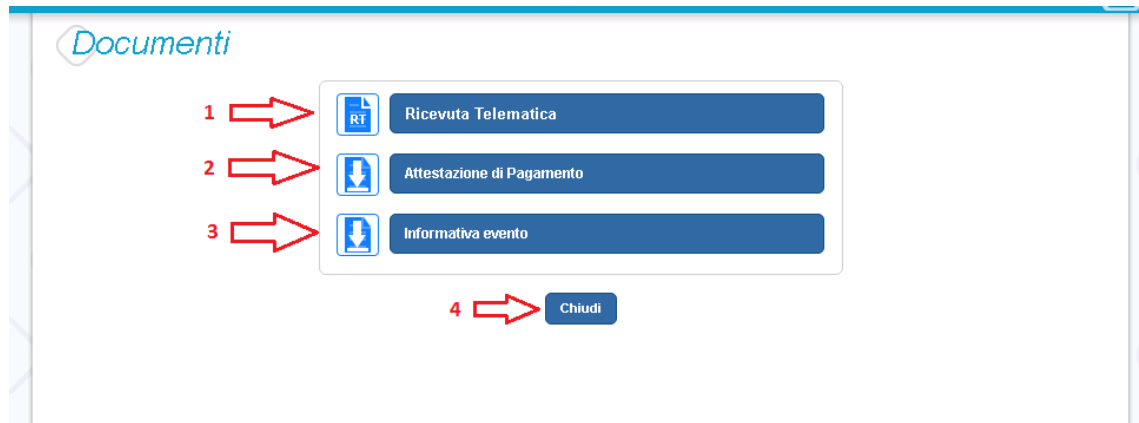 Documenti
1 RT Ricevuta Telematica
2 Attestazione di Pagamento
3 Informativa evento
4 Chiudi